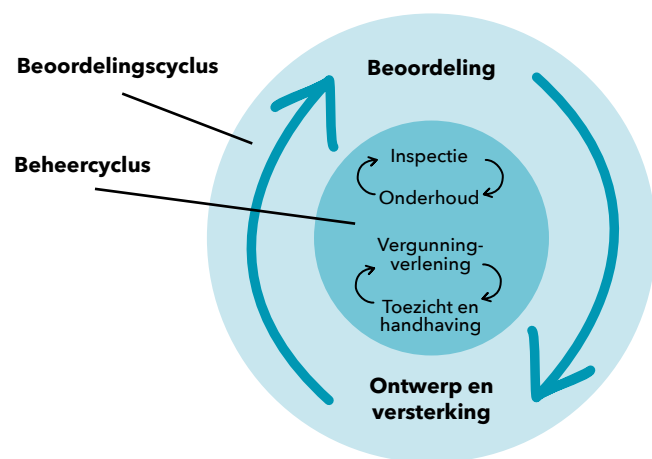 Beoordelingscyclus
Beheercyclus
Beoordeling
Inspectie
Onderhoud
Vergunning-
verlening
Toezicht en
handhaving
Ontwerp en
versterking